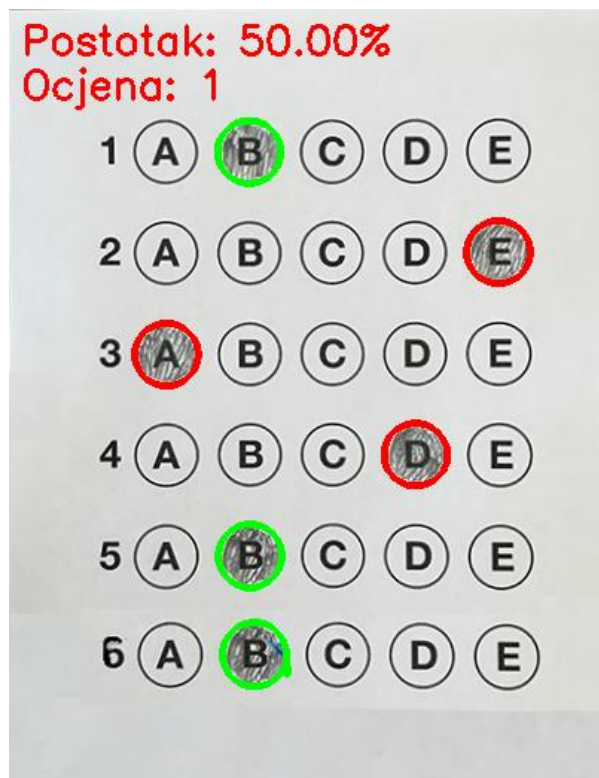 Postotak: 50.00%
Ocjena: 1
1 A B C D E
2 A B C D E
3 A B C D E
4 A B C D E
5 A B C D E
6 A B C D E